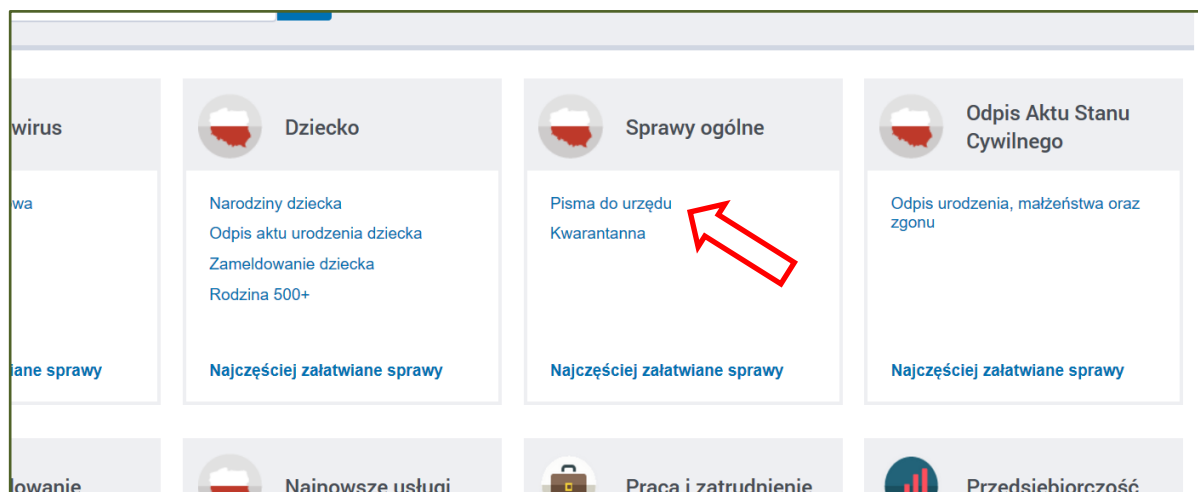 wirus
wa
iane sprawy
Dziecko
Narodziny dziecka
Odpis aktu urodzenia dziecka
Zameldowanie dziecka
Rodzina 500+
Najczęściej załatwiane sprawy
Sprawy ogólne
Pisma do urzędu
Kwarantanna
Najczęściej załatwiane sprawy
Odpis Aktu Stanu
Cywilnego
Odpis urodzenia, małżeństwa oraz
zgonu
Najczęściej załatwiane sprawy
lowanie
Najnowsze usługi
Praca i zatrudnienie
Przedsiębiorczość